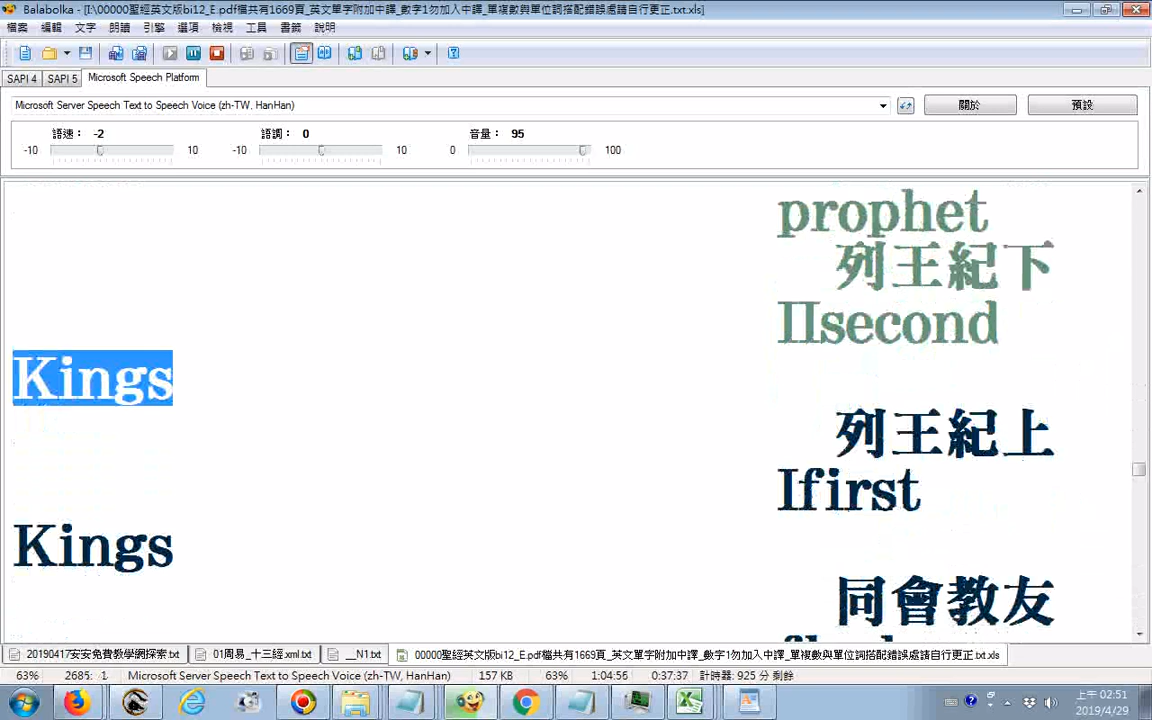 Balabolka - [I:\00000聖經英文版bi12_E.pdf檔共有1669頁_英文單字附加中譯_數字1勿加入中譯_單複數與單位詞搭配錯誤處請自行更正.txt.xls]
檔案 編輯 文字 朗讀 引擎 選項 檢視 工具 書籤 說明
SAPI 4 SAPI 5 Microsoft Speech Platform
Microsoft Server Speech Text to Speech Voice (zh-TW, HanHan) 關於 預設
語速： -2 語調： 0 音量： 95
-10 10 -10 10 0 100
prophet
列王紀下
IIsecond
Kings
列王紀上
Ifirst
Kings
同會教友
20190417安安免費教學網探索.txt 01周易_十三經.xml.txt __N1.txt 00000聖經英文版bi12_E.pdf檔共有1669頁_英文單字附加中譯_數字1勿加入中譯_單複數與單位詞搭配錯誤處請自行更正.txt.xls
63% 2685: 1 Microsoft Server Speech Text to Speech Voice (zh-TW, HanHan) 157 KB 63% 1:04:56 0:37:37 計時器: 925 分 剩餘
上午 02:51
2019/4/29